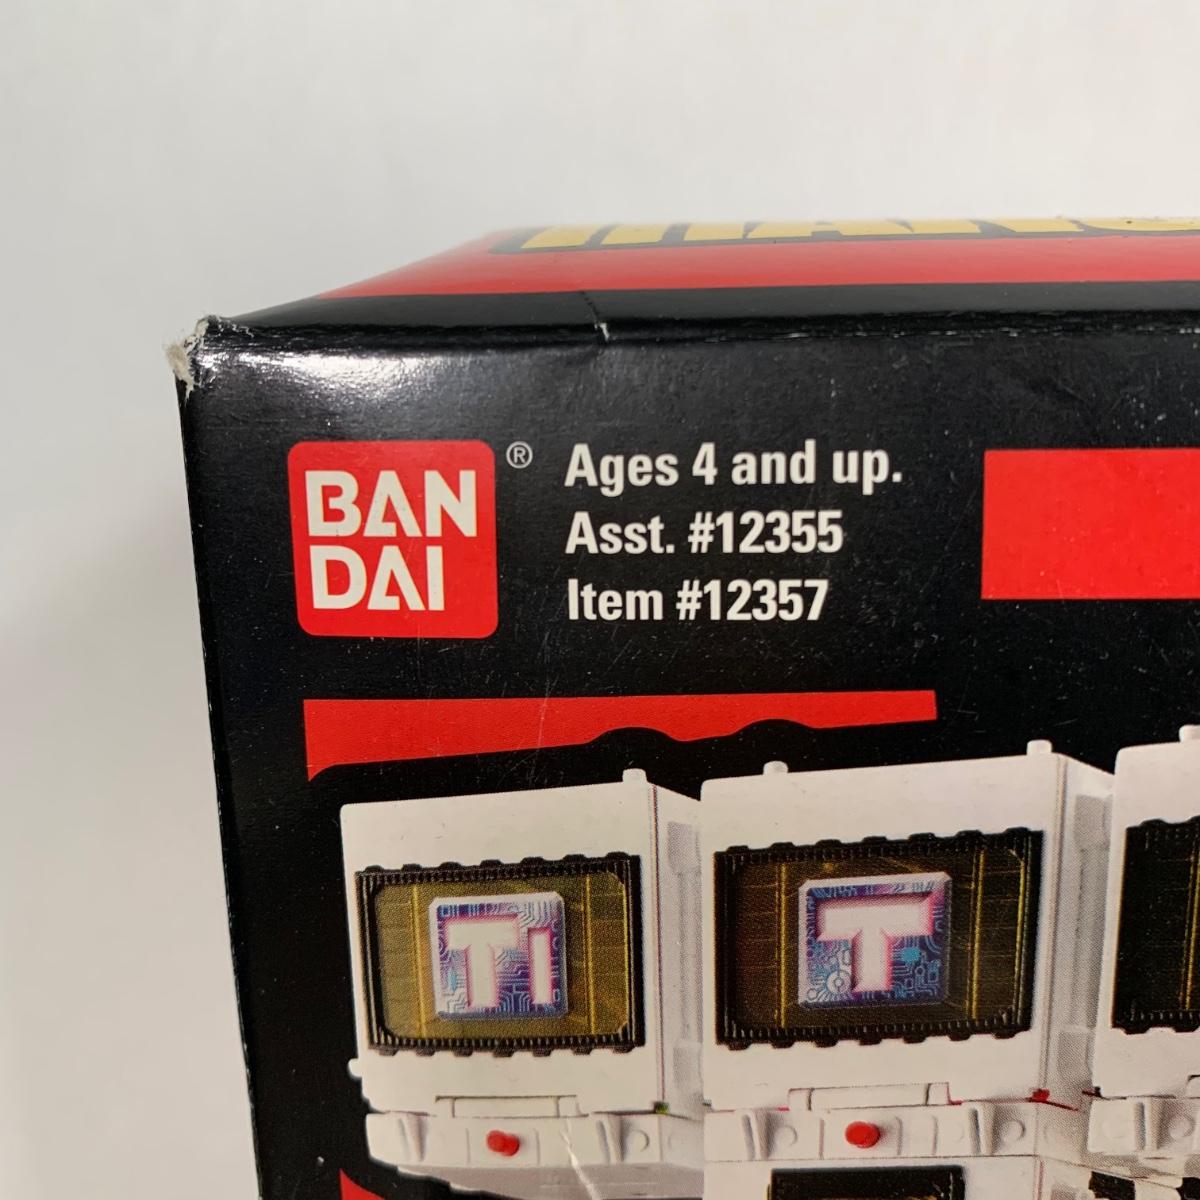 BAN
DAI
®
Ages 4 and up.
Asst. #12355
Item #12357
TI
T